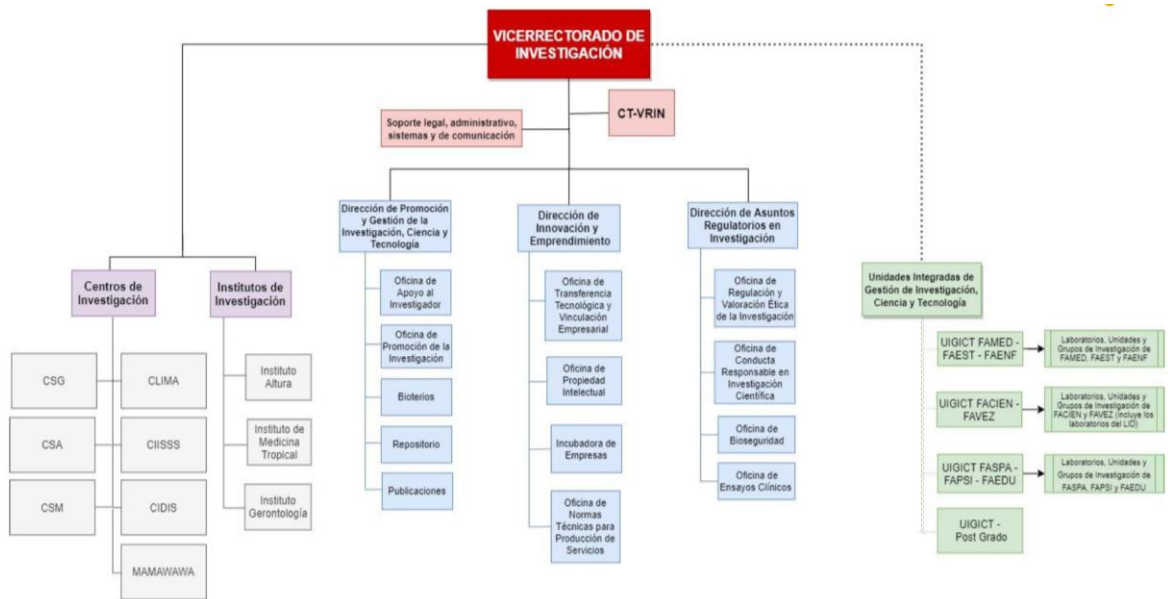 VICERRECTORADO DE
INVESTIGACIÓN
CT-VRIN
Soporte legal, administrativo,
sistemas y de comunicación
Dirección de Promoción
y Gestión de la
Investigación, Ciencia y
Tecnología
Oficina de
Apoyo al
Investigador
Oficina de
Promoción de la
Investigación
Bioterios
Repositorio
Publicaciones
Dirección de
Innovación y
Emprendimiento
Oficina de
Transferencia
Tecnológica y
Vinculación
Empresarial
Oficina de
Propiedad
Intelectual
Incubadora de
Empresas
Oficina de
Normas
Técnicas para
Producción de
Servicios
Dirección de Asuntos
Regulatorios en
Investigación
Oficina de
Regulación y
Valoración Ética
de la Investigación
Oficina de
Conducta
Responsable en
Investigación
Científica
Oficina de
Bioseguridad
Oficina de
Ensayos Clínicos
Centros de
Investigación
CSG
CLIMA
CSA
CIISSS
CSM
CIDIS
MAMAWAWA
Institutos de
Investigación
Instituto
Altura
Instituto de
Medicina
Tropical
Instituto
Gerontología
Unidades Integradas de
Gestión de Investigación,
Ciencia y Tecnología
UIGICT FAMED -
FAEST - FAENF
Laboratorios, Unidades y
Grupos de Investigación de
FAMED, FAEST y FAENF
UIGICT FACIEN -
FAVEZ
Laboratorios, Unidades y
Grupos de Investigación de
FACIEN y FAVEZ (incluye los
laboratorios del LID)
UIGICT FASPA -
FAPSI - FAEDU
Laboratorios, Unidades y
Grupos de Investigación de
FASPA, FAPSI y FAEDU
UIGICT -
Post Grado